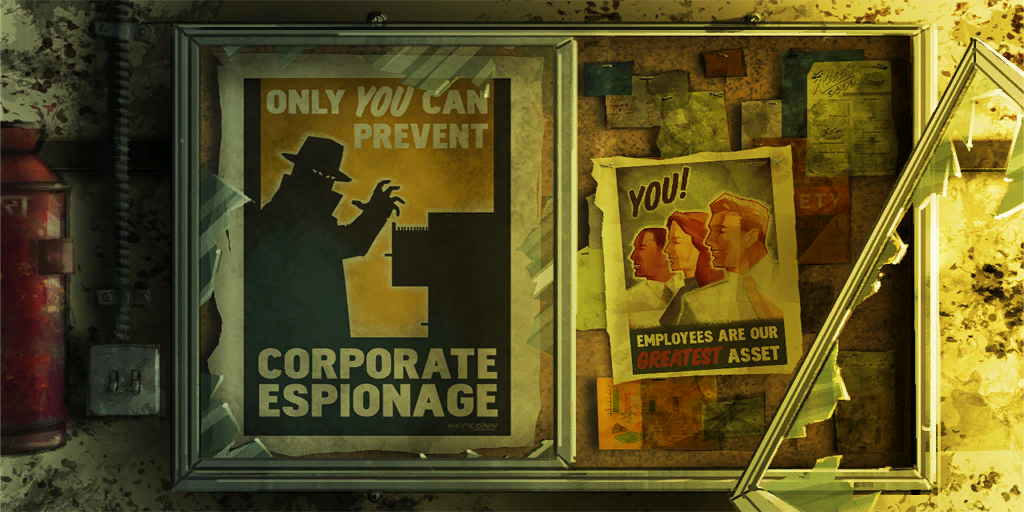 ONLY YOU CAN
PREVENT
CORPORATE
ESPIONAGE
YOU!
EMPLOYEES ARE OUR
GREATEST ASSET